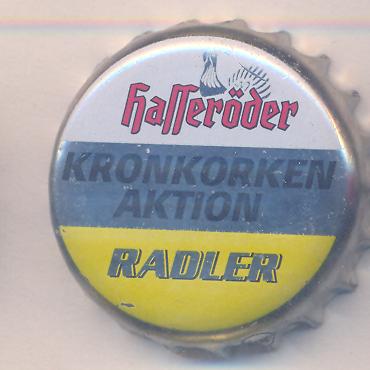 Hasseröder
KRONKORKEN
AKTION
RADLER